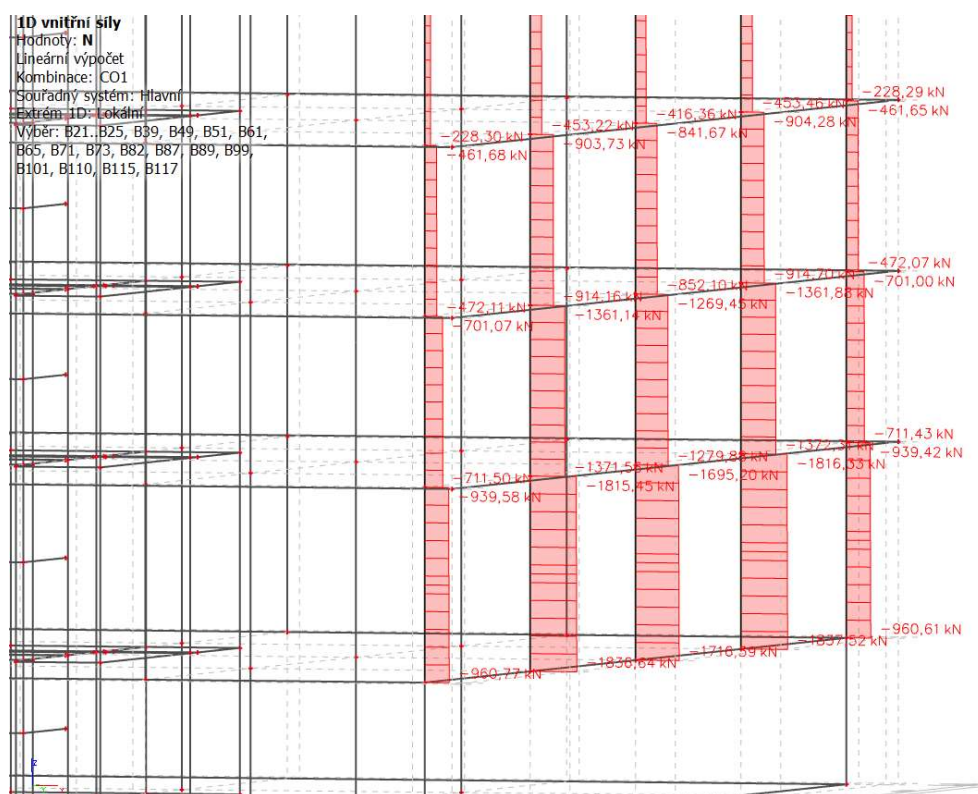 1D vnitřní síly
Hodnoty: N
Lineární výpočet
Kombinace: CO1
Souřadný systém: Hlavní
Extrém 1D: Lokální
Výběr: B21..B25, B39, B49, B51, B61,
B65, B71, B73, B82, B87, B89, B99,
B101, B110, B115, B117
-228,29 kN
-453,46 kN
-461,65 kN
-416,36 kN
-904,28 kN
-453,22 kN
-841,67 kN
-228,30 kN
-903,73 kN
-461,68 kN
-472,07 kN
-914,70 kN
-701,00 kN
-852,10 kN
-1361,88 kN
-914,16 kN
-1269,45 kN
-472,11 kN
-1361,14 kN
-701,07 kN
-711,43 kN
-939,42 kN
-1279,88 kN
-1816,33 kN
-1695,20 kN
-711,50 kN
-1815,45 kN
-939,58 kN
-960,61 kN
-1837,52 kN
-1716,39 kN
-1836,64 kN
-960,77 kN
z